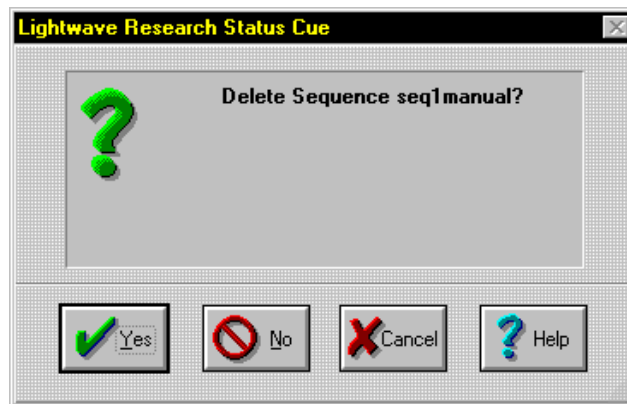 Lightwave Research Status Cue
Delete Sequence seq1manual?
Yes No Cancel Help